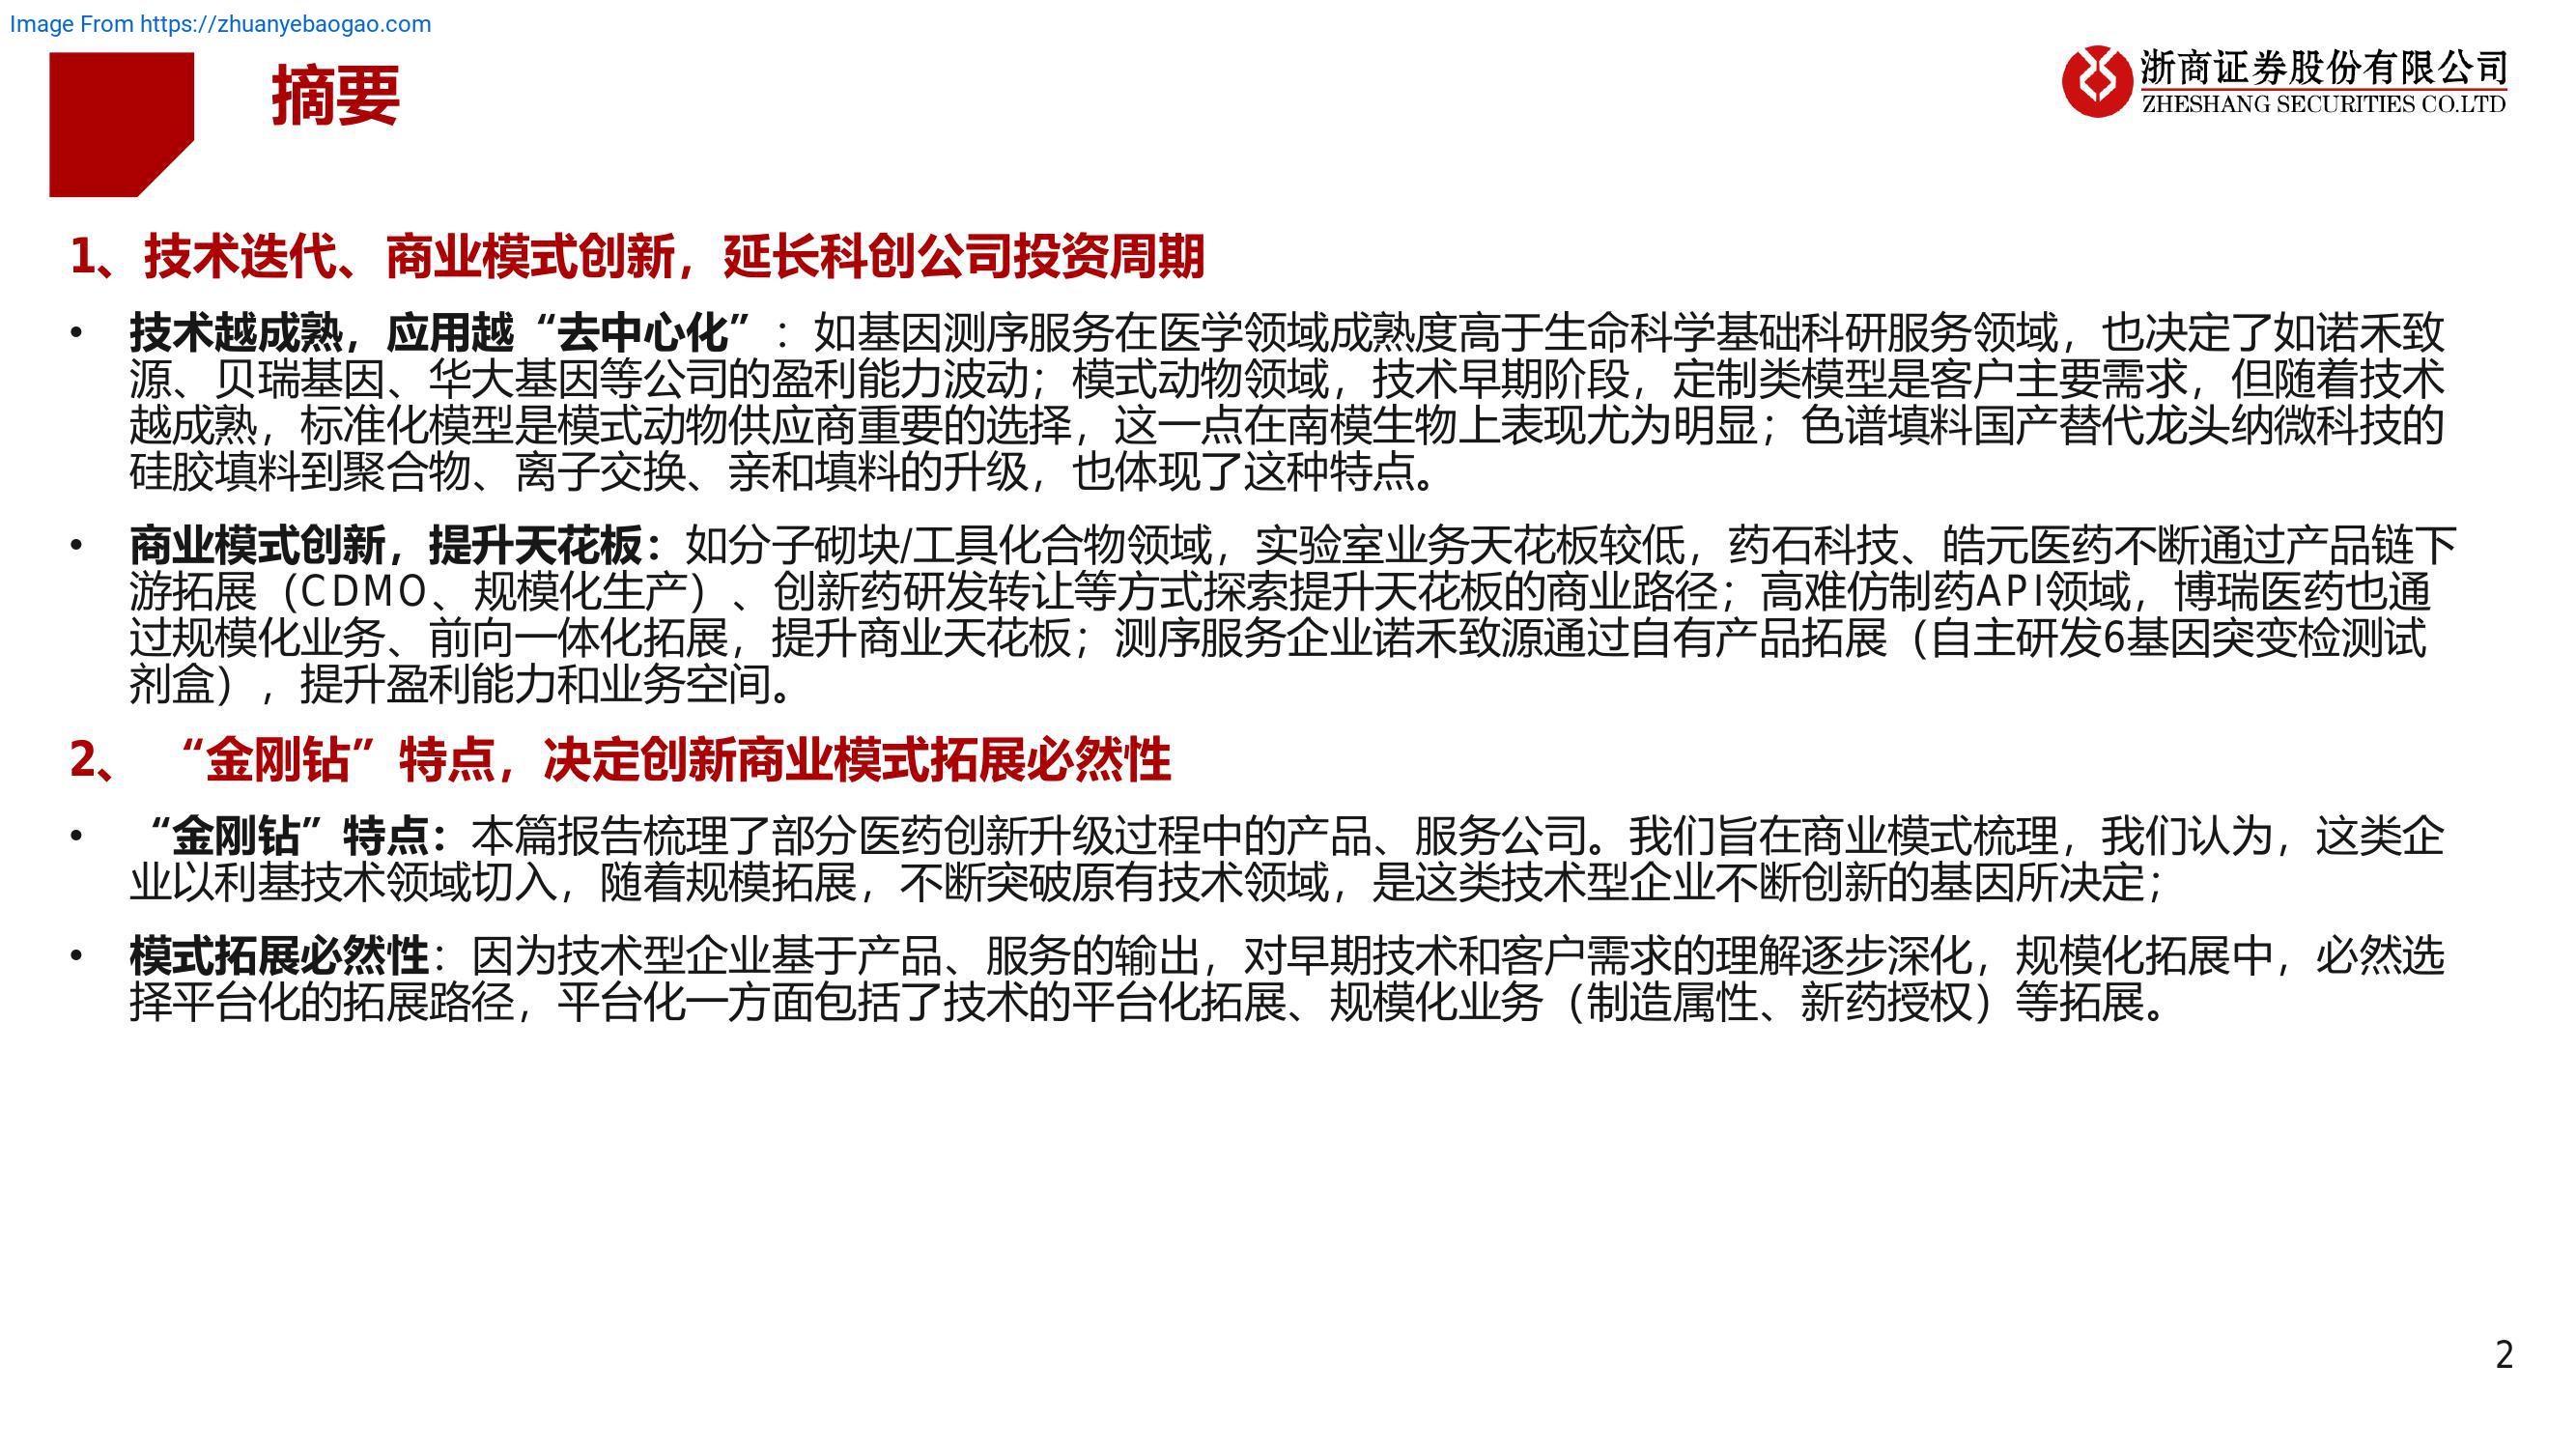 Image From https://zhuanyebaogao.com
摘要
浙商证券股份有限公司
ZHESHANG SECURITIES CO.LTD
1、技术迭代、商业模式创新，延长科创公司投资周期
• 技术越成熟，应用越“去中心化”：如基因测序服务在医学领域成熟度高于生命科学基础科研服务领域，也决定了如诺禾致
源、贝瑞基因、华大基因等公司的盈利能力波动；模式动物领域，技术早期阶段，定制类模型是客户主要需求，但随着技术
越成熟，标准化模型是模式动物供应商重要的选择，这一点在南模生物上表现尤为明显；色谱填料国产替代龙头纳微科技的
硅胶填料到聚合物、离子交换、亲和填料的升级，也体现了这种特点。
• 商业模式创新，提升天花板：如分子砌块/工具化合物领域，实验室业务天花板较低，药石科技、皓元医药不断通过产品链下
游拓展（CDMO、规模化生产）、创新药研发转让等方式探索提升天花板的商业路径；高难仿制药API领域，博瑞医药也通
过规模化业务、前向一体化拓展，提升商业天花板；测序服务企业诺禾致源通过自有产品拓展（自主研发6基因突变检测试
剂盒），提升盈利能力和业务空间。
2、 “金刚钻”特点，决定创新商业模式拓展必然性
• “金刚钻”特点：本篇报告梳理了部分医药创新升级过程中的产品、服务公司。我们旨在商业模式梳理，我们认为，这类企
业以利基技术领域切入，随着规模拓展，不断突破原有技术领域，是这类技术型企业不断创新的基因所决定；
• 模式拓展必然性：因为技术型企业基于产品、服务的输出，对早期技术和客户需求的理解逐步深化，规模化拓展中，必然选
择平台化的拓展路径，平台化一方面包括了技术的平台化拓展、规模化业务（制造属性、新药授权）等拓展。
2